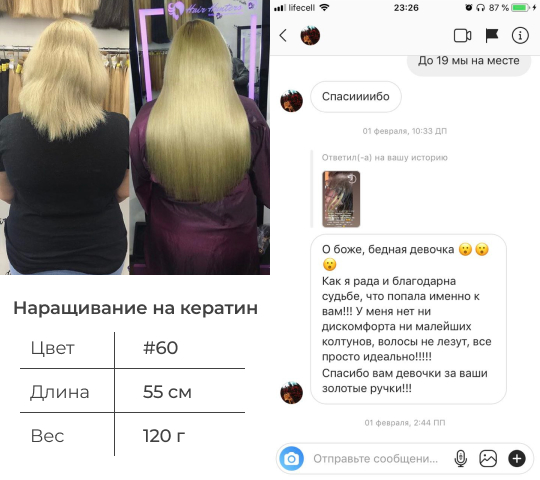 Hair Hunters
Наращивание на кератин
Цвет #60
Длина 55 см
Вес 120 г
lifecell 23:26 87 %
До 19 мы на месте
Спасиииибо
01 февраля, 10:33 ДП
Ответил(-а) на вашу историю
О боже, бедная девочка 😮😮
😮
Как я рада и благодарна
судьбе, что попала именно к
вам!!! У меня нет ни
дискомфорта ни малейших
колтунов, волосы не лезут, все
просто идеально!!!!!
Спасибо вам девочки за ваши
золотые ручки!!!
01 февраля, 2:44 ПП
Отправьте сообщени...